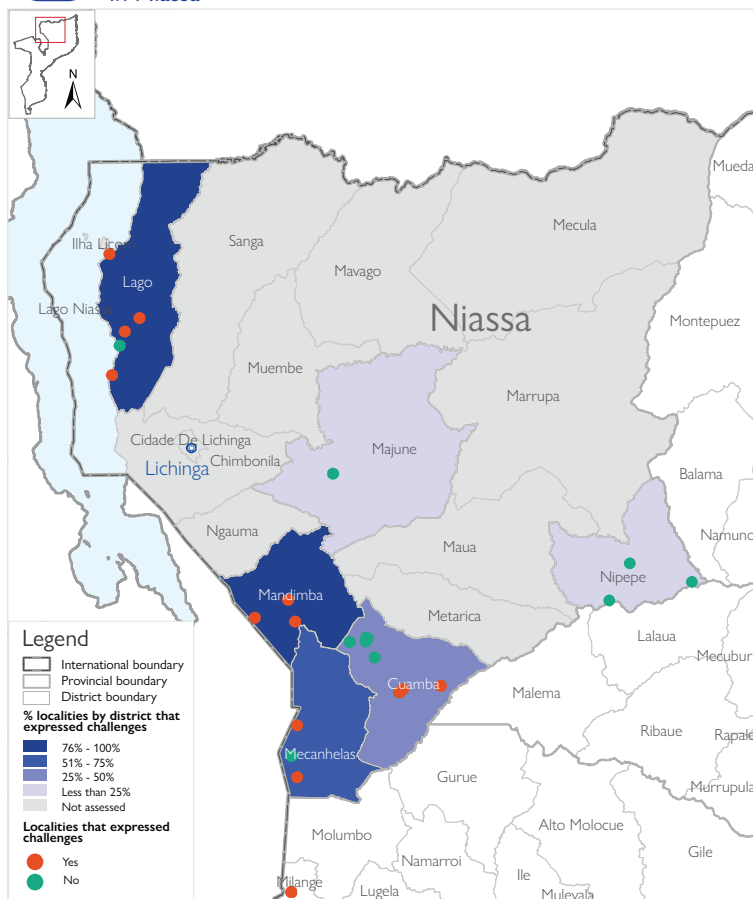 N
Mueda
Mecula
Sanga
Ilha Licom
Mavago
Lago
Lago Niassa
Niassa
Montepuez
Muembe
Marrupa
Cidade De Lichinga
Majune
Chimbonila
Lichinga
Balama
Ngauma
Namuno
Maua
Nipepe
Mandimba
Metarica
Legend
International boundary
Provincial boundary
District boundary
% localities by district that
expressed challenges
76% - 100%
51% - 75%
25% - 50%
Less than 25%
Not assessed
Localities that expressed
challenges
Yes
No
Lalaua
Mecubur
Cuamba
Malema
Ribaue
Rapale
Mecanhelas
Gurue
Murrupula
Molumbo
Alto Molocue
Gile
Namarroi
Ile
Milange
Lugela
Mulevala